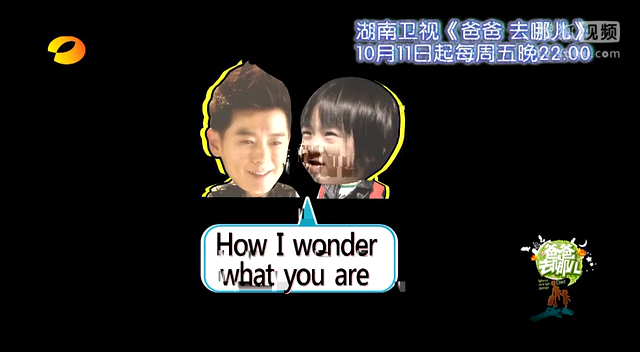 湖南卫视《爸爸 去哪儿》
10月11日起每周五晚22:00
视频
.com
How I wonder
what you are
爸爸
去哪儿